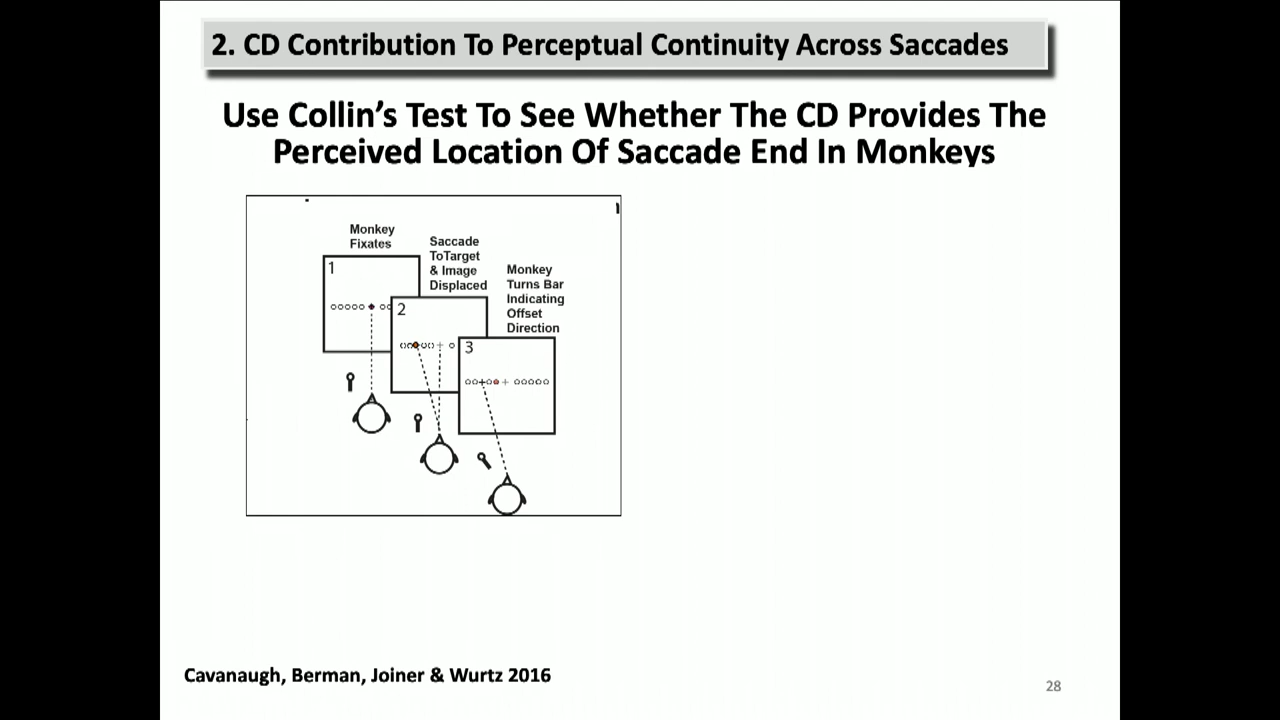 2. CD Contribution To Perceptual Continuity Across Saccades
Use Collin's Test To See Whether The CD Provides The
Perceived Location Of Saccade End In Monkeys
Monkey
Fixates
1
Saccade
ToTarget
& Image
Displaced
2
Monkey
Turns Bar
Indicating
Offset
Direction
3
Cavanaugh, Berman, Joiner & Wurtz 2016
28